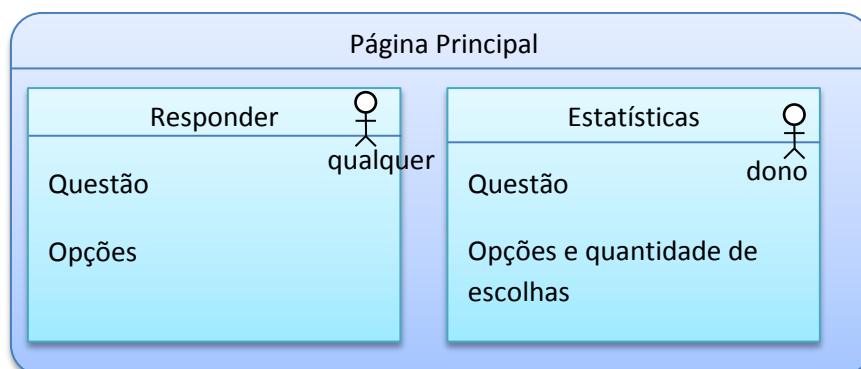 Página Principal
Responder
qualquer
Questão
Opções
Estatísticas
dono
Questão
Opções e quantidade de
escolhas